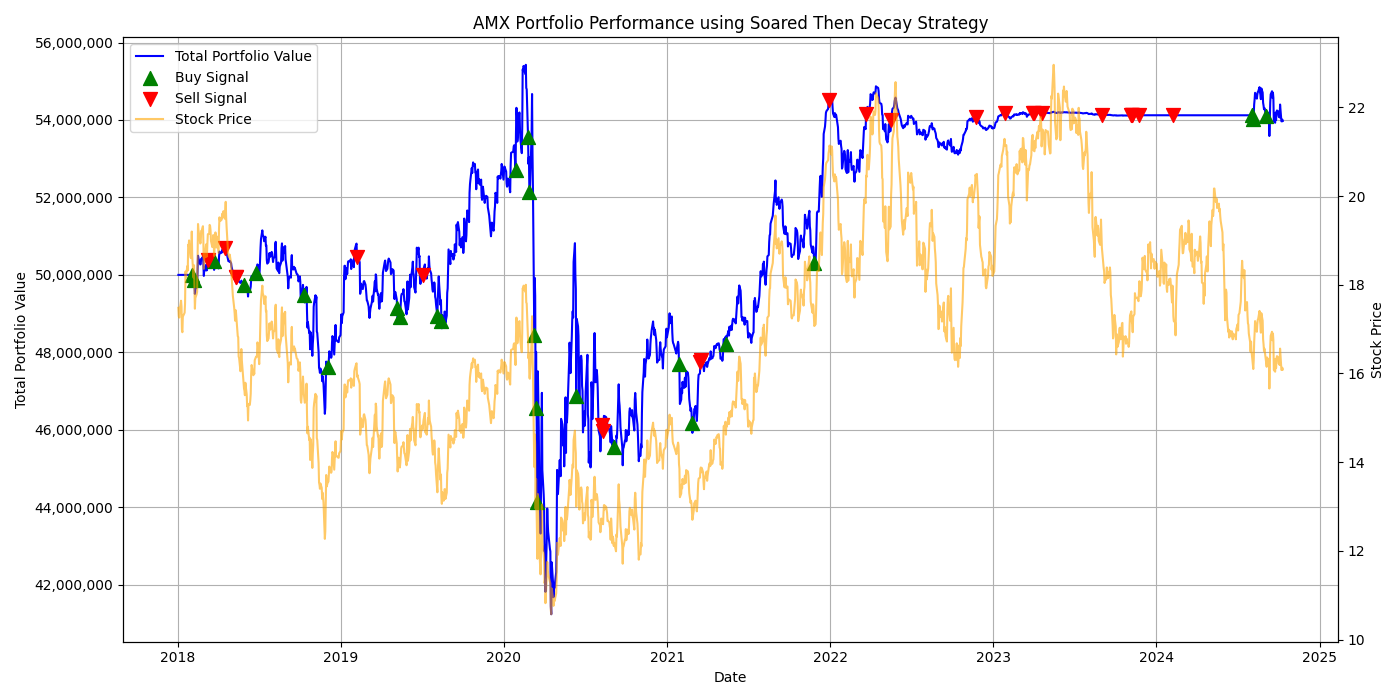 AMX Portfolio Performance using Soared Then Decay Strategy
Total Portfolio Value
Buy Signal
Sell Signal
Stock Price
56,000,000
54,000,000
52,000,000
50,000,000
48,000,000
46,000,000
44,000,000
42,000,000
Total Portfolio Value
22
20
18
16
14
12
10
Stock Price
2018
2019
2020
2021
2022
2023
2024
2025
Date